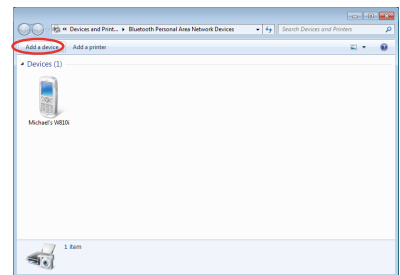 « Devices and Print... ▸ Bluetooth Personal Area Network Devices
Search Devices and Printers
Add a device Add a printer
Devices (1)
Michael's W810i
1 item